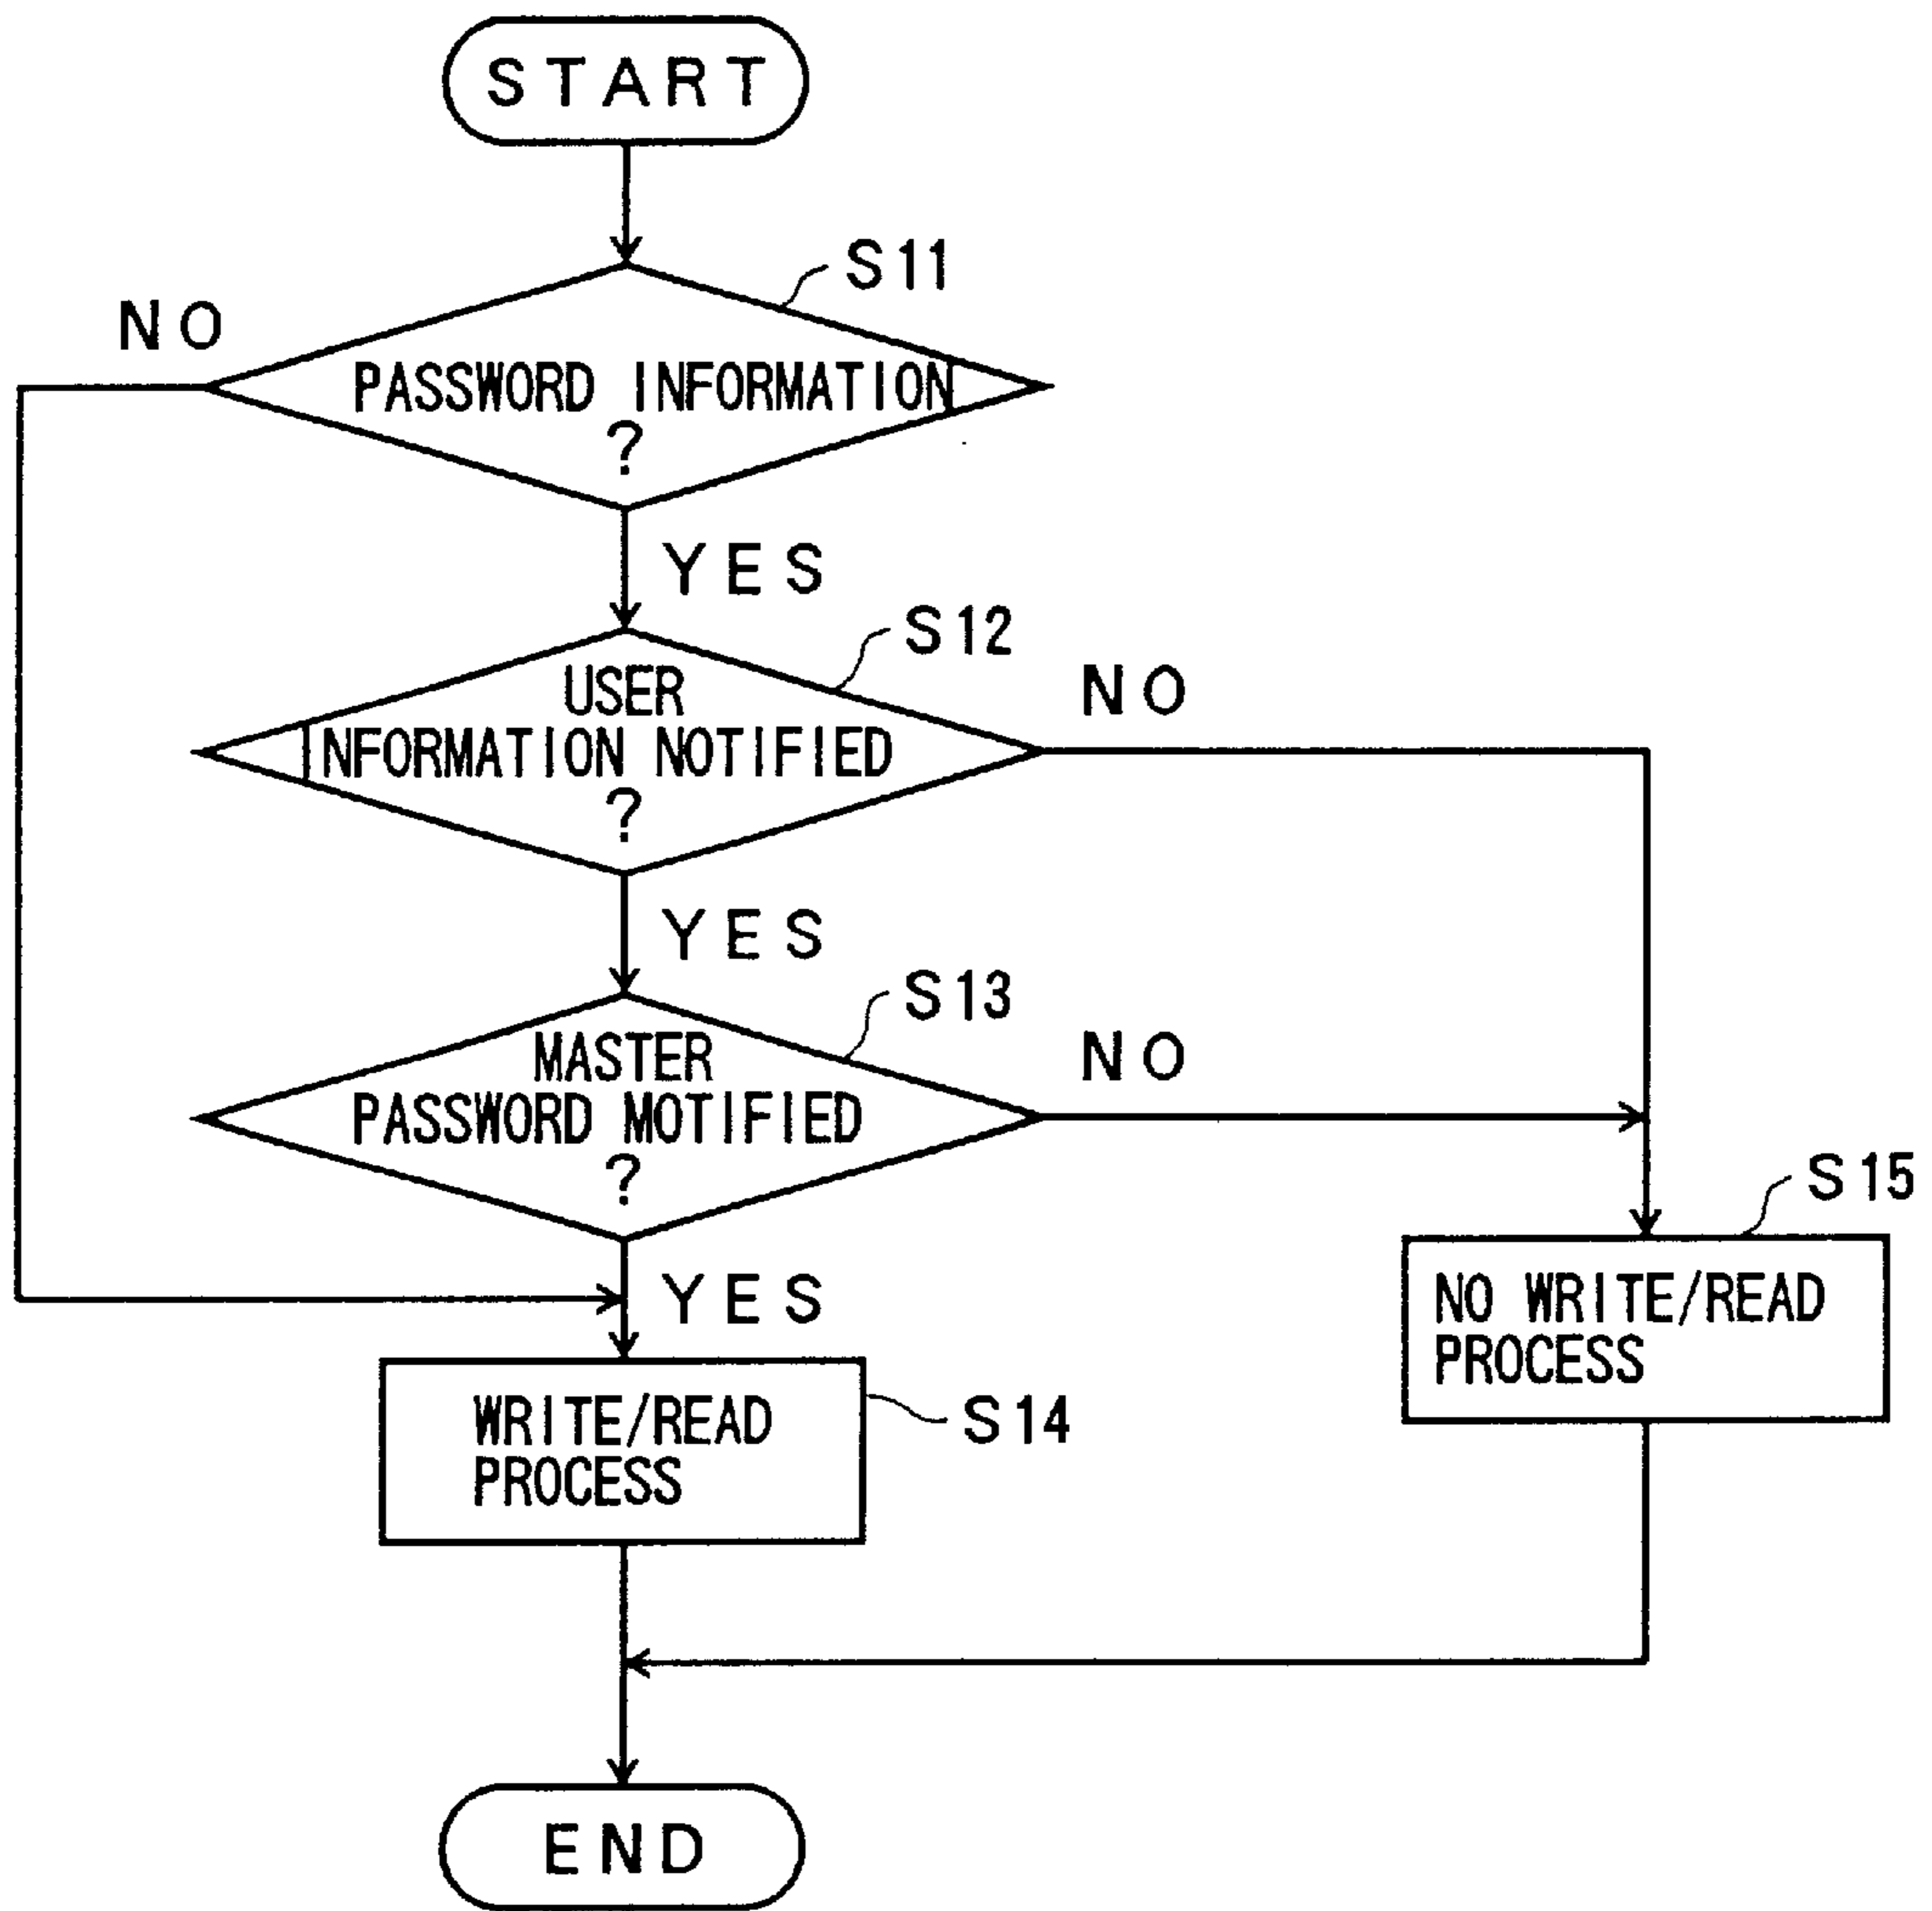 START
S11
NO
PASSWORD INFORMATION
?
YES
S12
USER
INFORMATION NOTIFIED
?
NO
YES
S13
MASTER
PASSWORD MOTIFIED
?
NO
YES
S15
NO WRITE/READ
PROCESS
WRITE/READ
PROCESS
S14
END